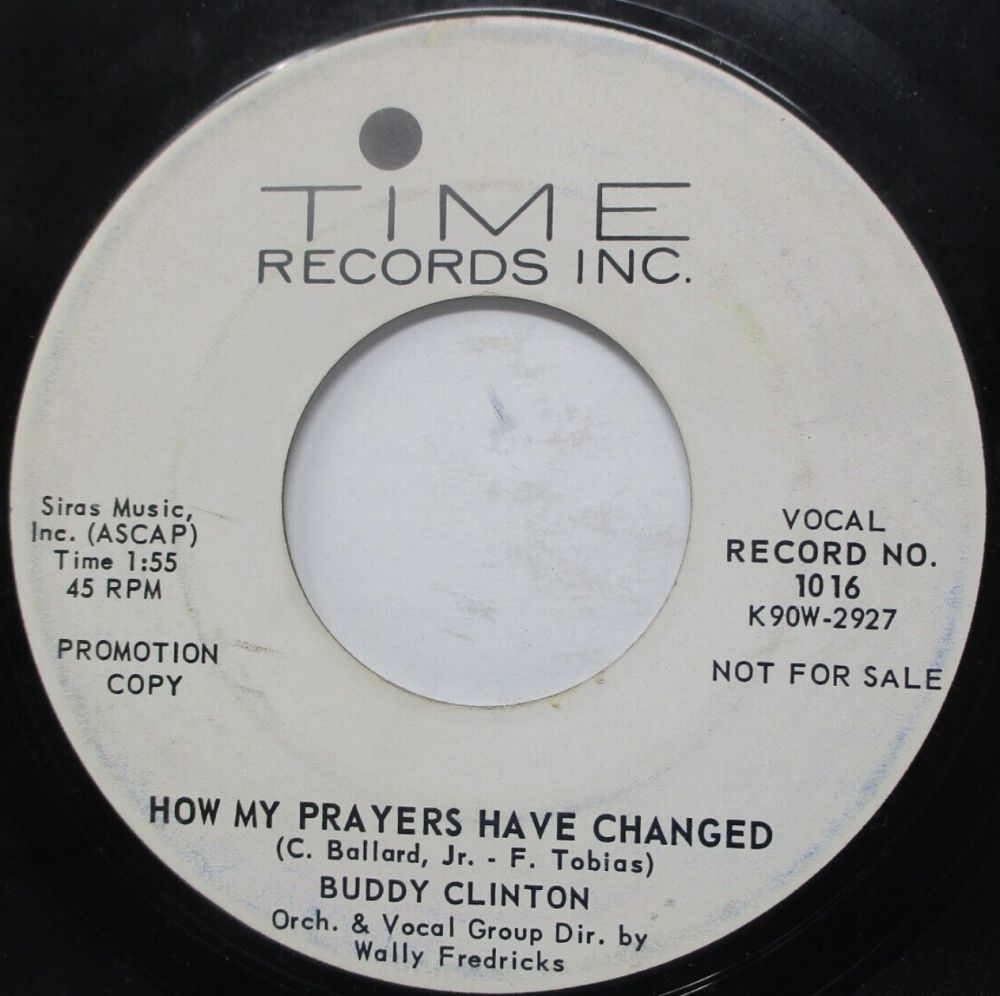 TIME
RECORDS INC.
Siras Music,
Inc. (ASCAP)
Time 1:55
45 RPM
PROMOTION
COPY
VOCAL
RECORD NO.
1016
K90W-2927
NOT FOR SALE
HOW MY PRAYERS HAVE CHANGED
(C. Ballard, Jr. - F. Tobias)
BUDDY CLINTON
Orch. & Vocal Group Dir. by
Wally Fredricks